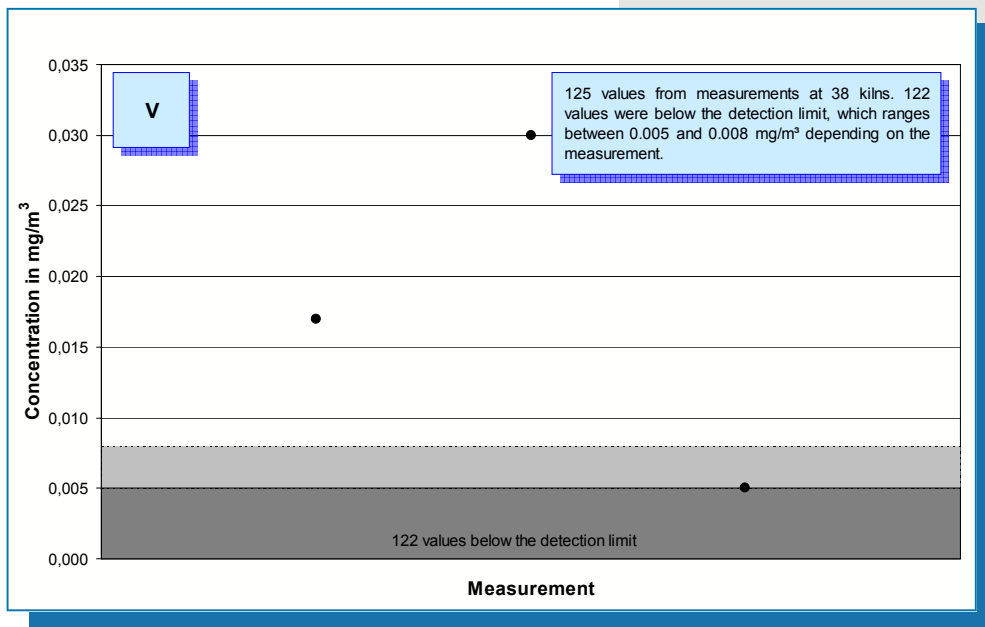 V
125 values from measurements at 38 kilns. 122
values were below the detection limit, which ranges
between 0.005 and 0.008 mg/m³ depending on the
measurement.
Concentration in mg/m³
0,035
0,030
0,025
0,020
0,015
0,010
0,005
0,000
122 values below the detection limit
Measurement